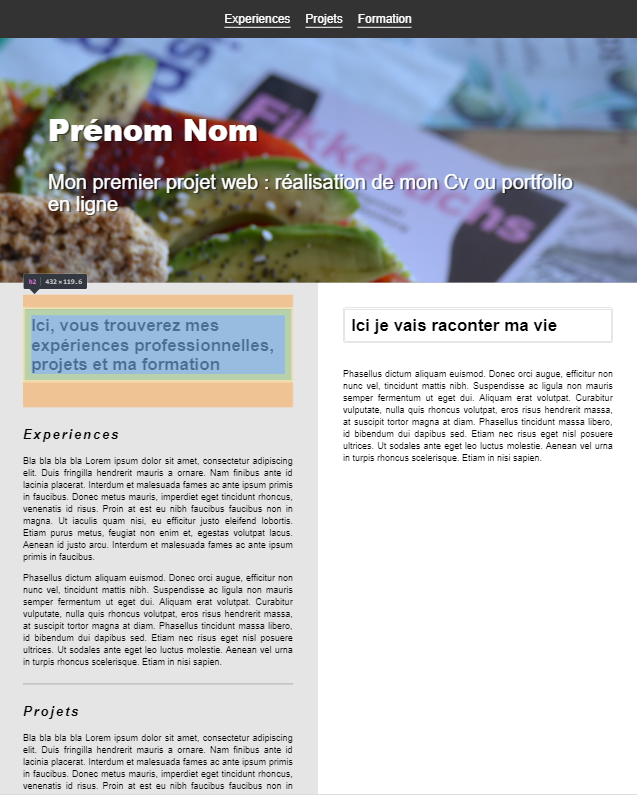 Experiences Projets Formation
Fikkefuchs
Prénom Nom
Mon premier projet web : réalisation de mon Cv ou portfolio
en ligne
h2 432×119.6
Ici, vous trouverez mes
expériences professionnelles,
projets et ma formation
Experiences
Bla bla bla bla Lorem ipsum dolor sit amet, consectetur adipiscing
elit. Duis fringilla hendrerit mauris a ornare. Nam finibus ante id
lacinia placerat. Interdum et malesuada fames ac ante ipsum primis
in faucibus. Donec metus mauris, imperdiet eget tincidunt rhoncus,
venenatis id risus. Proin at est eu nibh faucibus faucibus non in
magna. Ut iaculis quam nisi, eu efficitur justo eleifend lobortis.
Etiam purus metus, feugiat non enim et, egestas volutpat lacus.
Aenean id justo arcu. Interdum et malesuada fames ac ante ipsum
primis in faucibus.
Phasellus dictum aliquam euismod. Donec orci augue, efficitur non
nunc vel, tincidunt mattis nibh. Suspendisse ac ligula non mauris
semper fermentum ut eget dui. Aliquam erat volutpat. Curabitur
vulputate, nulla quis rhoncus volutpat, eros risus hendrerit massa,
at suscipit tortor magna at diam. Phasellus tincidunt massa libero,
id bibendum dui dapibus sed. Etiam nec risus eget nisl posuere
ultrices. Ut sodales ante eget leo luctus molestie. Aenean vel urna
in turpis rhoncus scelerisque. Etiam in nisi sapien.
Projets
Bla bla bla bla Lorem ipsum dolor sit amet, consectetur adipiscing
elit. Duis fringilla hendrerit mauris a ornare. Nam finibus ante id
lacinia placerat. Interdum et malesuada fames ac ante ipsum primis
in faucibus. Donec metus mauris, imperdiet eget tincidunt rhoncus,
venenatis id risus. Proin at est eu nibh faucibus faucibus non in
Ici je vais raconter ma vie
Phasellus dictum aliquam euismod. Donec orci augue, efficitur non
nunc vel, tincidunt mattis nibh. Suspendisse ac ligula non mauris
semper fermentum ut eget dui. Aliquam erat volutpat. Curabitur
vulputate, nulla quis rhoncus volutpat, eros risus hendrerit massa,
at suscipit tortor magna at diam. Phasellus tincidunt massa libero,
id bibendum dui dapibus sed. Etiam nec risus eget nisl posuere
ultrices. Ut sodales ante eget leo luctus molestie. Aenean vel urna
in turpis rhoncus scelerisque. Etiam in nisi sapien.